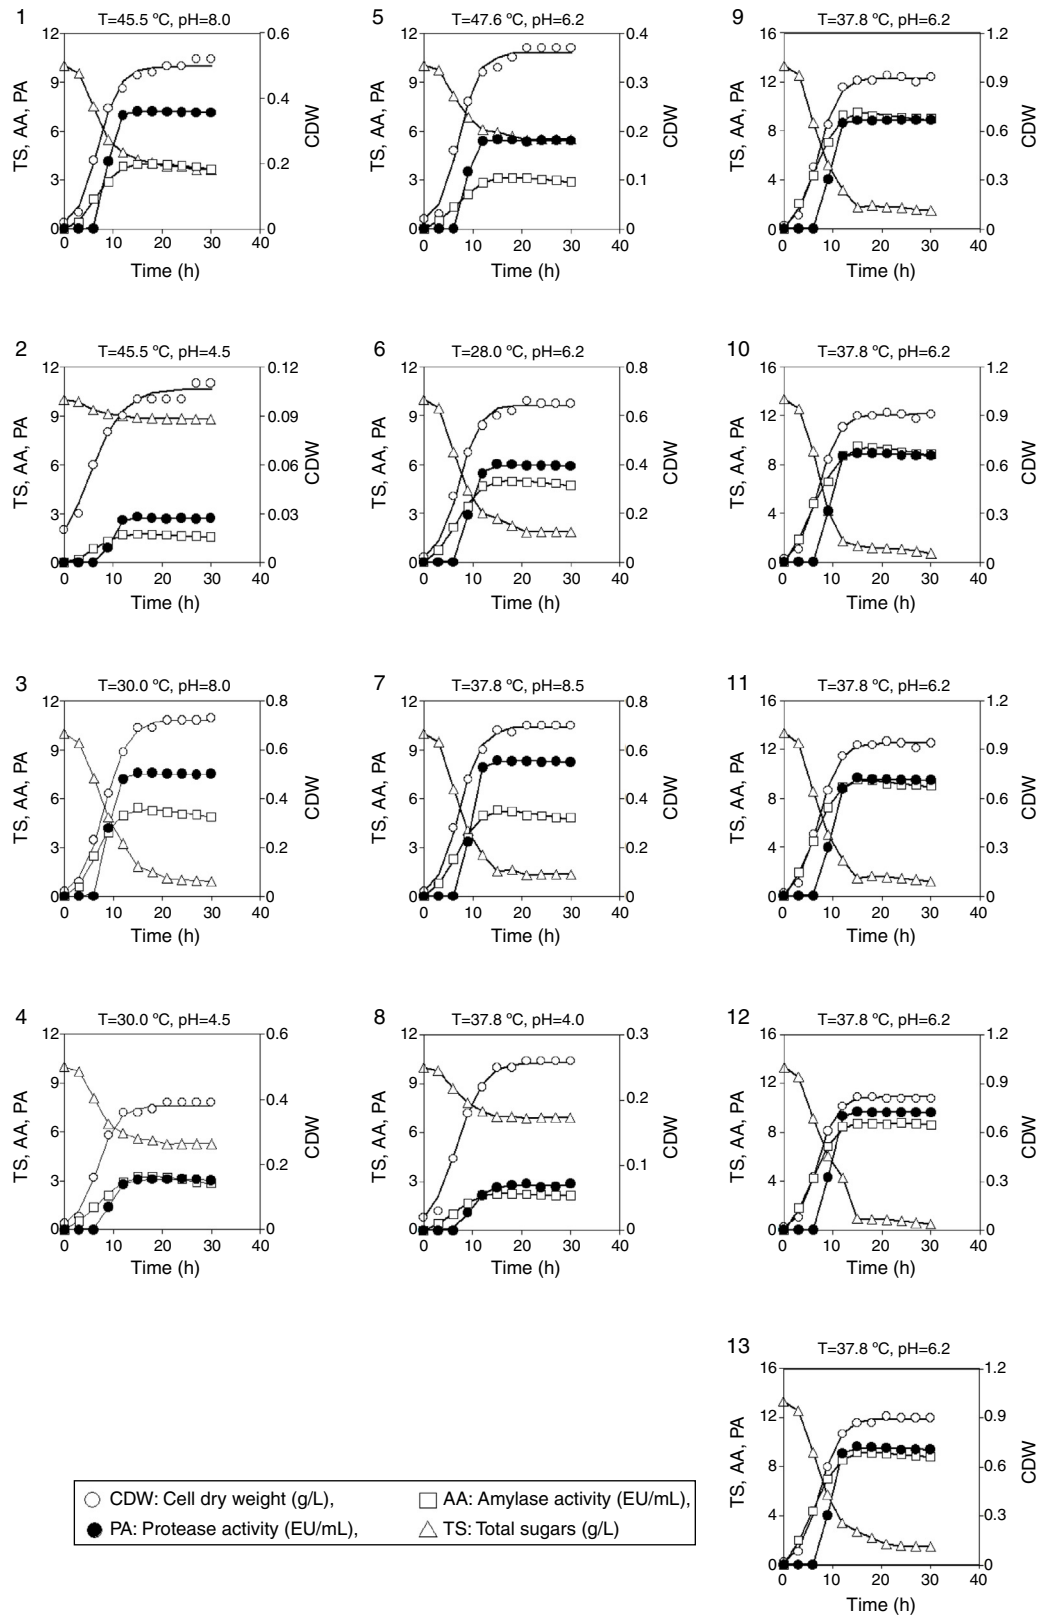 1
T=45.5 ºC, pH=8.0
12
9
6
3
0
0.6
0.4
0.2
0
TS, AA, PA
CDW
0 10 20 30 40
Time (h)
5
T=47.6 ºC, pH=6.2
12
9
6
3
0
0.4
0.3
0.2
0.1
0
TS, AA, PA
CDW
0 10 20 30 40
Time (h)
9
T=37.8 ºC, pH=6.2
16
12
8
4
0
1.2
0.9
0.6
0.3
0
TS, AA, PA
CDW
0 10 20 30 40
Time (h)
2
T=45.5 ºC, pH=4.5
12
9
6
3
0
0.12
0.09
0.06
0.03
0
TS, AA, PA
CDW
0 10 20 30 40
Time (h)
6
T=28.0 ºC, pH=6.2
12
9
6
3
0
0.8
0.6
0.4
0.2
0
TS, AA, PA
CDW
0 10 20 30 40
Time (h)
10
T=37.8 ºC, pH=6.2
16
12
8
4
0
1.2
0.9
0.6
0.3
0
TS, AA, PA
CDW
0 10 20 30 40
Time (h)
3
T=30.0 ºC, pH=8.0
12
9
6
3
0
0.8
0.6
0.4
0.2
0
TS, AA, PA
CDW
0 10 20 30 40
Time (h)
7
T=37.8 ºC, pH=8.5
12
9
6
3
0
0.8
0.6
0.4
0.2
0
TS, AA, PA
CDW
0 10 20 30 40
Time (h)
11
T=37.8 ºC, pH=6.2
16
12
8
4
0
1.2
0.9
0.6
0.3
0
TS, AA, PA
CDW
0 10 20 30 40
Time (h)
4
T=30.0 ºC, pH=4.5
12
9
6
3
0
0.6
0.4
0.2
0
TS, AA, PA
CDW
0 10 20 30 40
Time (h)
8
T=37.8 ºC, pH=4.0
12
9
6
3
0
0.3
0.2
0.1
0
TS, AA, PA
CDW
0 10 20 30 40
Time (h)
12
T=37.8 ºC, pH=6.2
16
12
8
4
0
1.2
0.9
0.6
0.3
0
TS, AA, PA
CDW
0 10 20 30 40
Time (h)
13
T=37.8 ºC, pH=6.2
16
12
8
4
0
1.2
0.9
0.6
0.3
0
TS, AA, PA
CDW
0 10 20 30 40
Time (h)
CDW: Cell dry weight (g/L), AA: Amylase activity (EU/mL),
PA: Protease activity (EU/mL), TS: Total sugars (g/L)